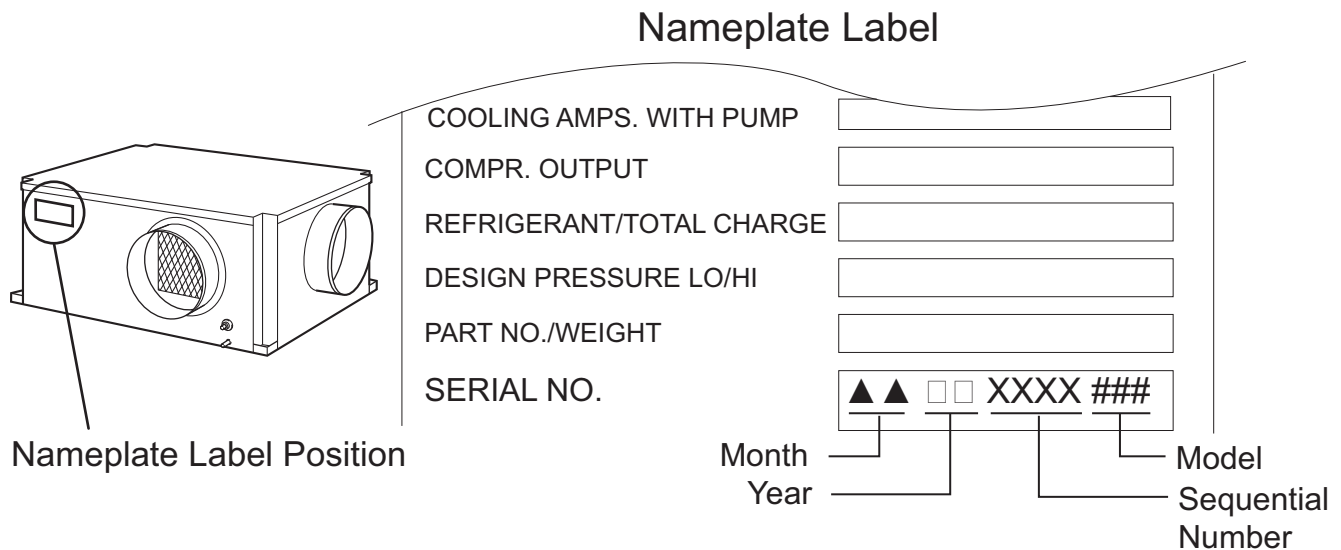 Nameplate Label
COOLING AMPS. WITH PUMP
COMPR. OUTPUT
REFRIGERANT/TOTAL CHARGE
DESIGN PRESSURE LO/HI
PART NO./WEIGHT
SERIAL NO. ▲▲ □□ XXXX ###
Nameplate Label Position
Month
Year
Model
Sequential
Number